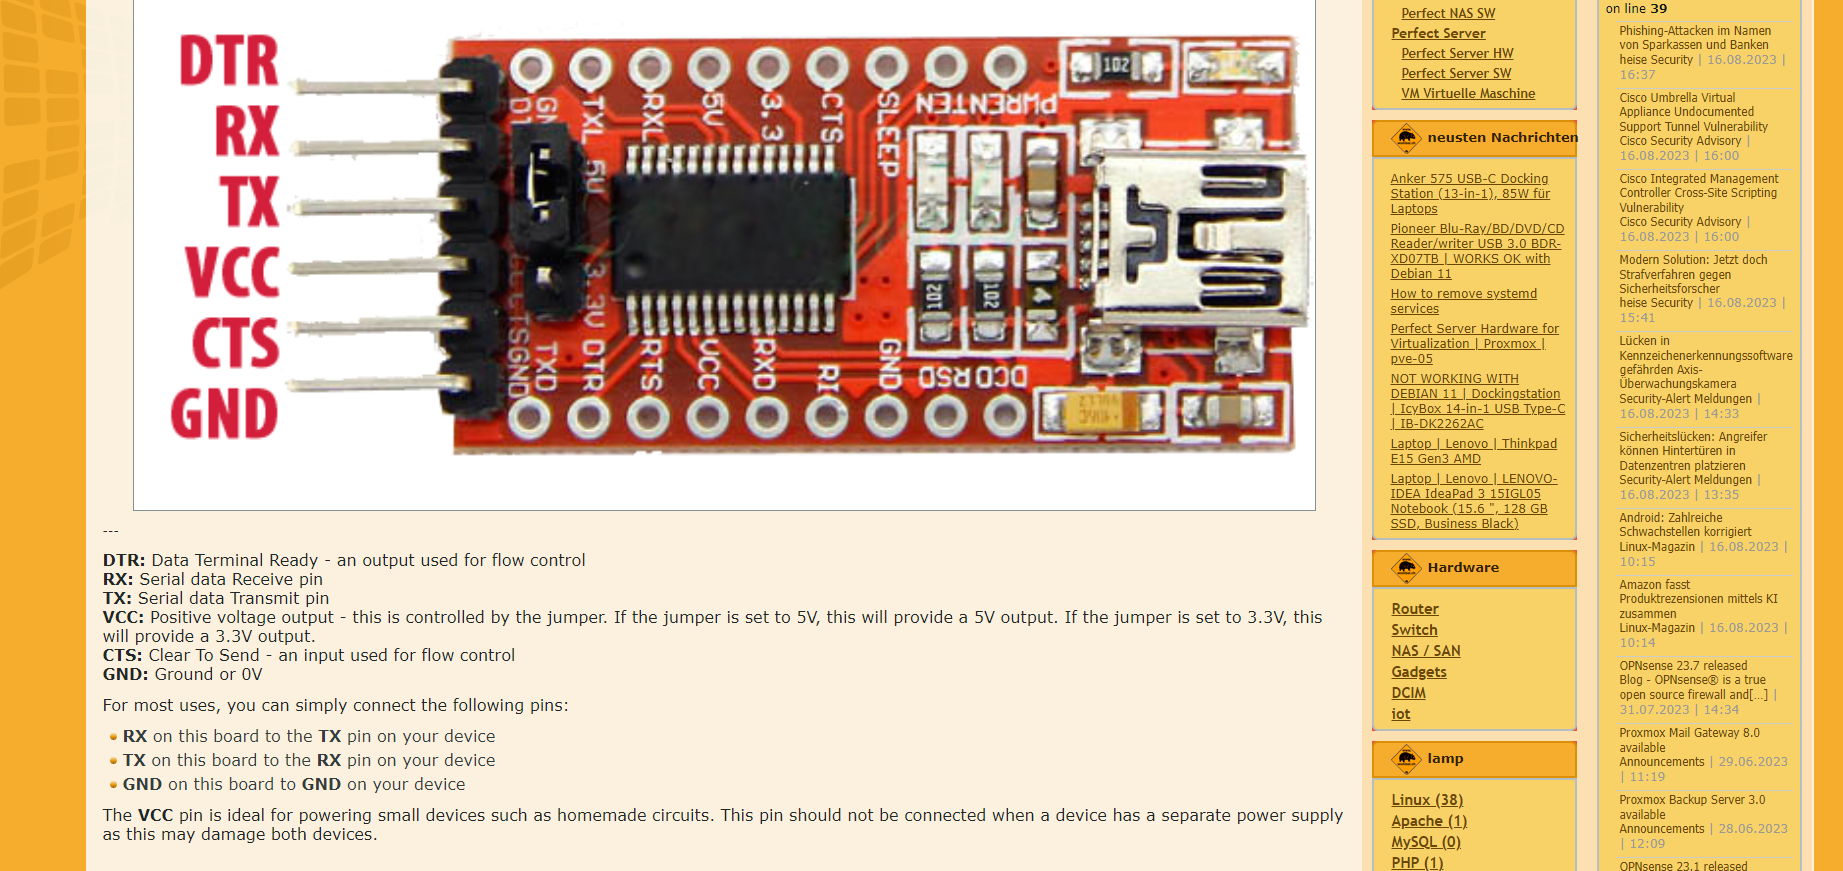 DTR
RX
TX
VCC
CTS
GND
TXL
RXL
5V
3.3
CTS
SLEEP
TEN
PWREN
5V
3.3V
102
102
102
4
GND
TXD
DTR
RTS
VCC
RXD
RI
GND
RSD
DCD
---
DTR: Data Terminal Ready - an output used for flow control
RX: Serial data Receive pin
TX: Serial data Transmit pin
VCC: Positive voltage output - this is controlled by the jumper. If the jumper is set to 5V, this will provide a 5V output. If the jumper is set to 3.3V, this
will provide a 3.3V output.
CTS: Clear To Send - an input used for flow control
GND: Ground or 0V
For most uses, you can simply connect the following pins:
RX on this board to the TX pin on your device
TX on this board to the RX pin on your device
GND on this board to GND on your device
The VCC pin is ideal for powering small devices such as homemade circuits. This pin should not be connected when a device has a separate power supply
as this may damage both devices.
Perfect NAS SW
Perfect Server
Perfect Server HW
Perfect Server SW
VM Virtuelle Maschine
neusten Nachrichten
Anker 575 USB-C Docking
Station (13-in-1), 85W für
Laptops
Pioneer Blu-Ray/BD/DVD/CD
Reader/writer USB 3.0 BDR-
XD07TB | WORKS OK with
Debian 11
How to remove systemd
services
Perfect Server Hardware for
Virtualization | Proxmox |
pve-05
NOT WORKING WITH
DEBIAN 11 | Dockingstation
| IcyBox 14-in-1 USB Type-C
| IB-DK2262AC
Laptop | Lenovo | Thinkpad
E15 Gen3 AMD
Laptop | Lenovo | LENOVO-
IDEA IdeaPad 3 15IGL05
Notebook (15.6 ", 128 GB
SSD, Business Black)
Hardware
Router
Switch
NAS / SAN
Gadgets
DCIM
iot
lamp
Linux (38)
Apache (1)
MySQL (0)
PHP (1)
on line 39
Phishing-Attacken im Namen
von Sparkassen und Banken
heise Security | 16.08.2023 |
16:37
Cisco Umbrella Virtual
Appliance Undocumented
Support Tunnel Vulnerability
Cisco Security Advisory |
16.08.2023 | 16:00
Cisco Integrated Management
Controller Cross-Site Scripting
Vulnerability
Cisco Security Advisory |
16.08.2023 | 16:00
Modern Solution: Jetzt doch
Strafverfahren gegen
Sicherheitsforscher
heise Security | 16.08.2023 |
15:41
Lücken in
Kennzeichenerkennungssoftware
gefährden Axis-
Überwachungskamera
Security-Alert Meldungen |
16.08.2023 | 14:33
Sicherheitslücken: Angreifer
können Hintertüren in
Datenzentren platzieren
Security-Alert Meldungen |
16.08.2023 | 13:35
Android: Zahlreiche
Schwachstellen korrigiert
Linux-Magazin | 16.08.2023 |
10:15
Amazon fasst
Produktrezensionen mittels KI
zusammen
Linux-Magazin | 16.08.2023 |
10:14
OPNsense 23.7 released
Blog - OPNsense® is a true
open source firewall and[...] |
31.07.2023 | 14:34
Proxmox Mail Gateway 8.0
available
Announcements | 29.06.2023
| 11:19
Proxmox Backup Server 3.0
available
Announcements | 28.06.2023
| 12:09
OPNsense 23.1 released